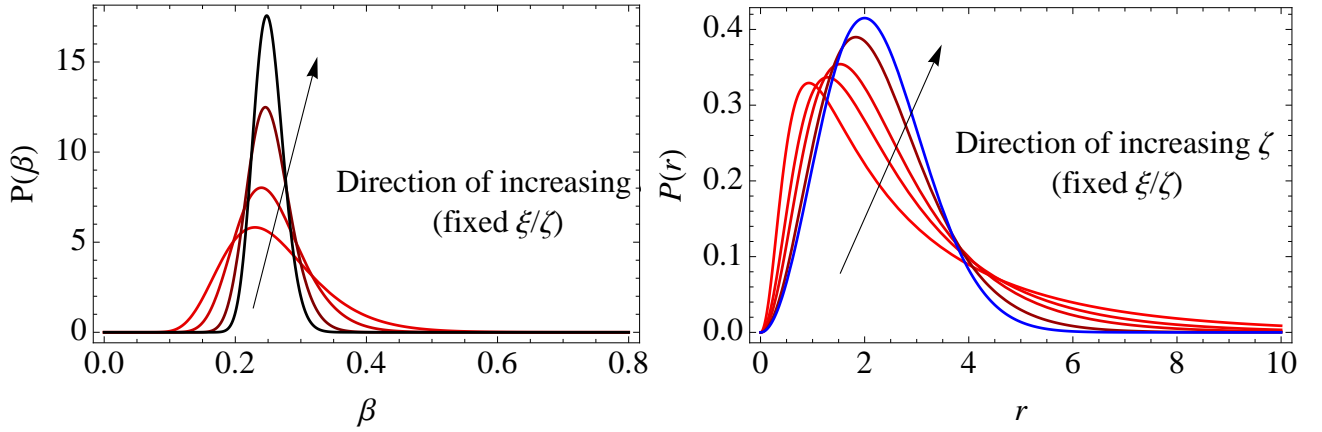 P(β)
15
10
5
0
0.0 0.2 0.4 0.6 0.8
β
Direction of increasing
(fixed ξ/ζ)
P(r)
0.4
0.3
0.2
0.1
0.0
0 2 4 6 8 10
r
Direction of increasing ζ
(fixed ξ/ζ)